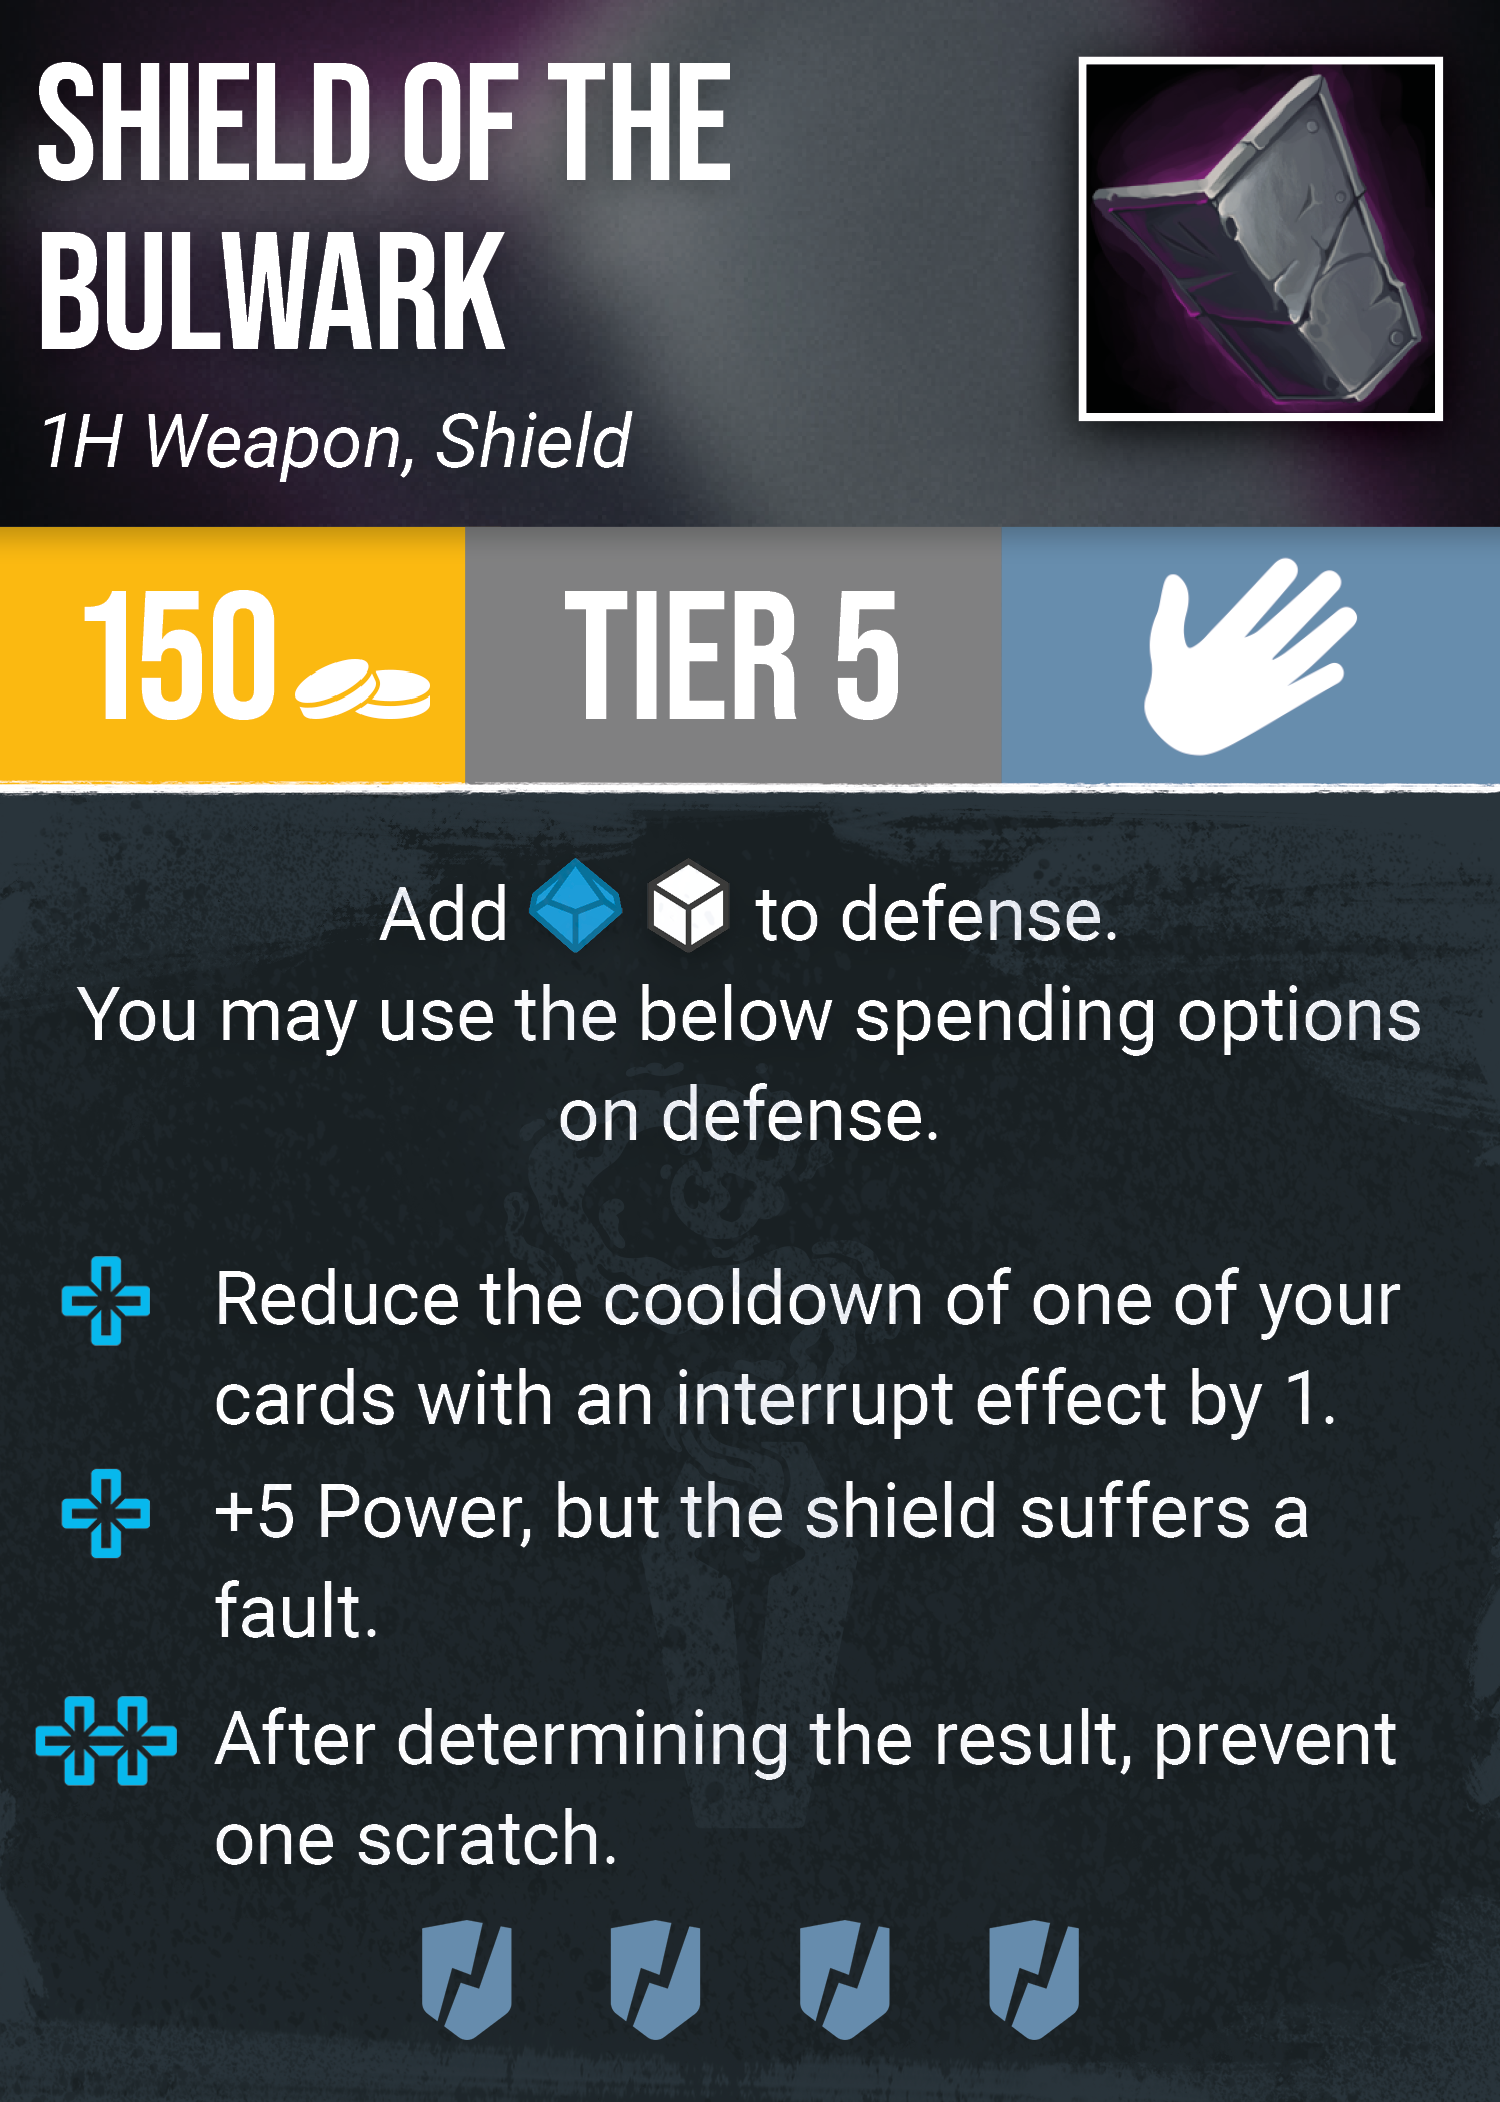 SHIELD OF THE
BULWARK
1H Weapon, Shield
150
TIER 5
Add to defense.
You may use the below spending options
on defense.
Reduce the cooldown of one of your
cards with an interrupt effect by 1.
+5 Power, but the shield suffers a
fault.
After determining the result, prevent
one scratch.